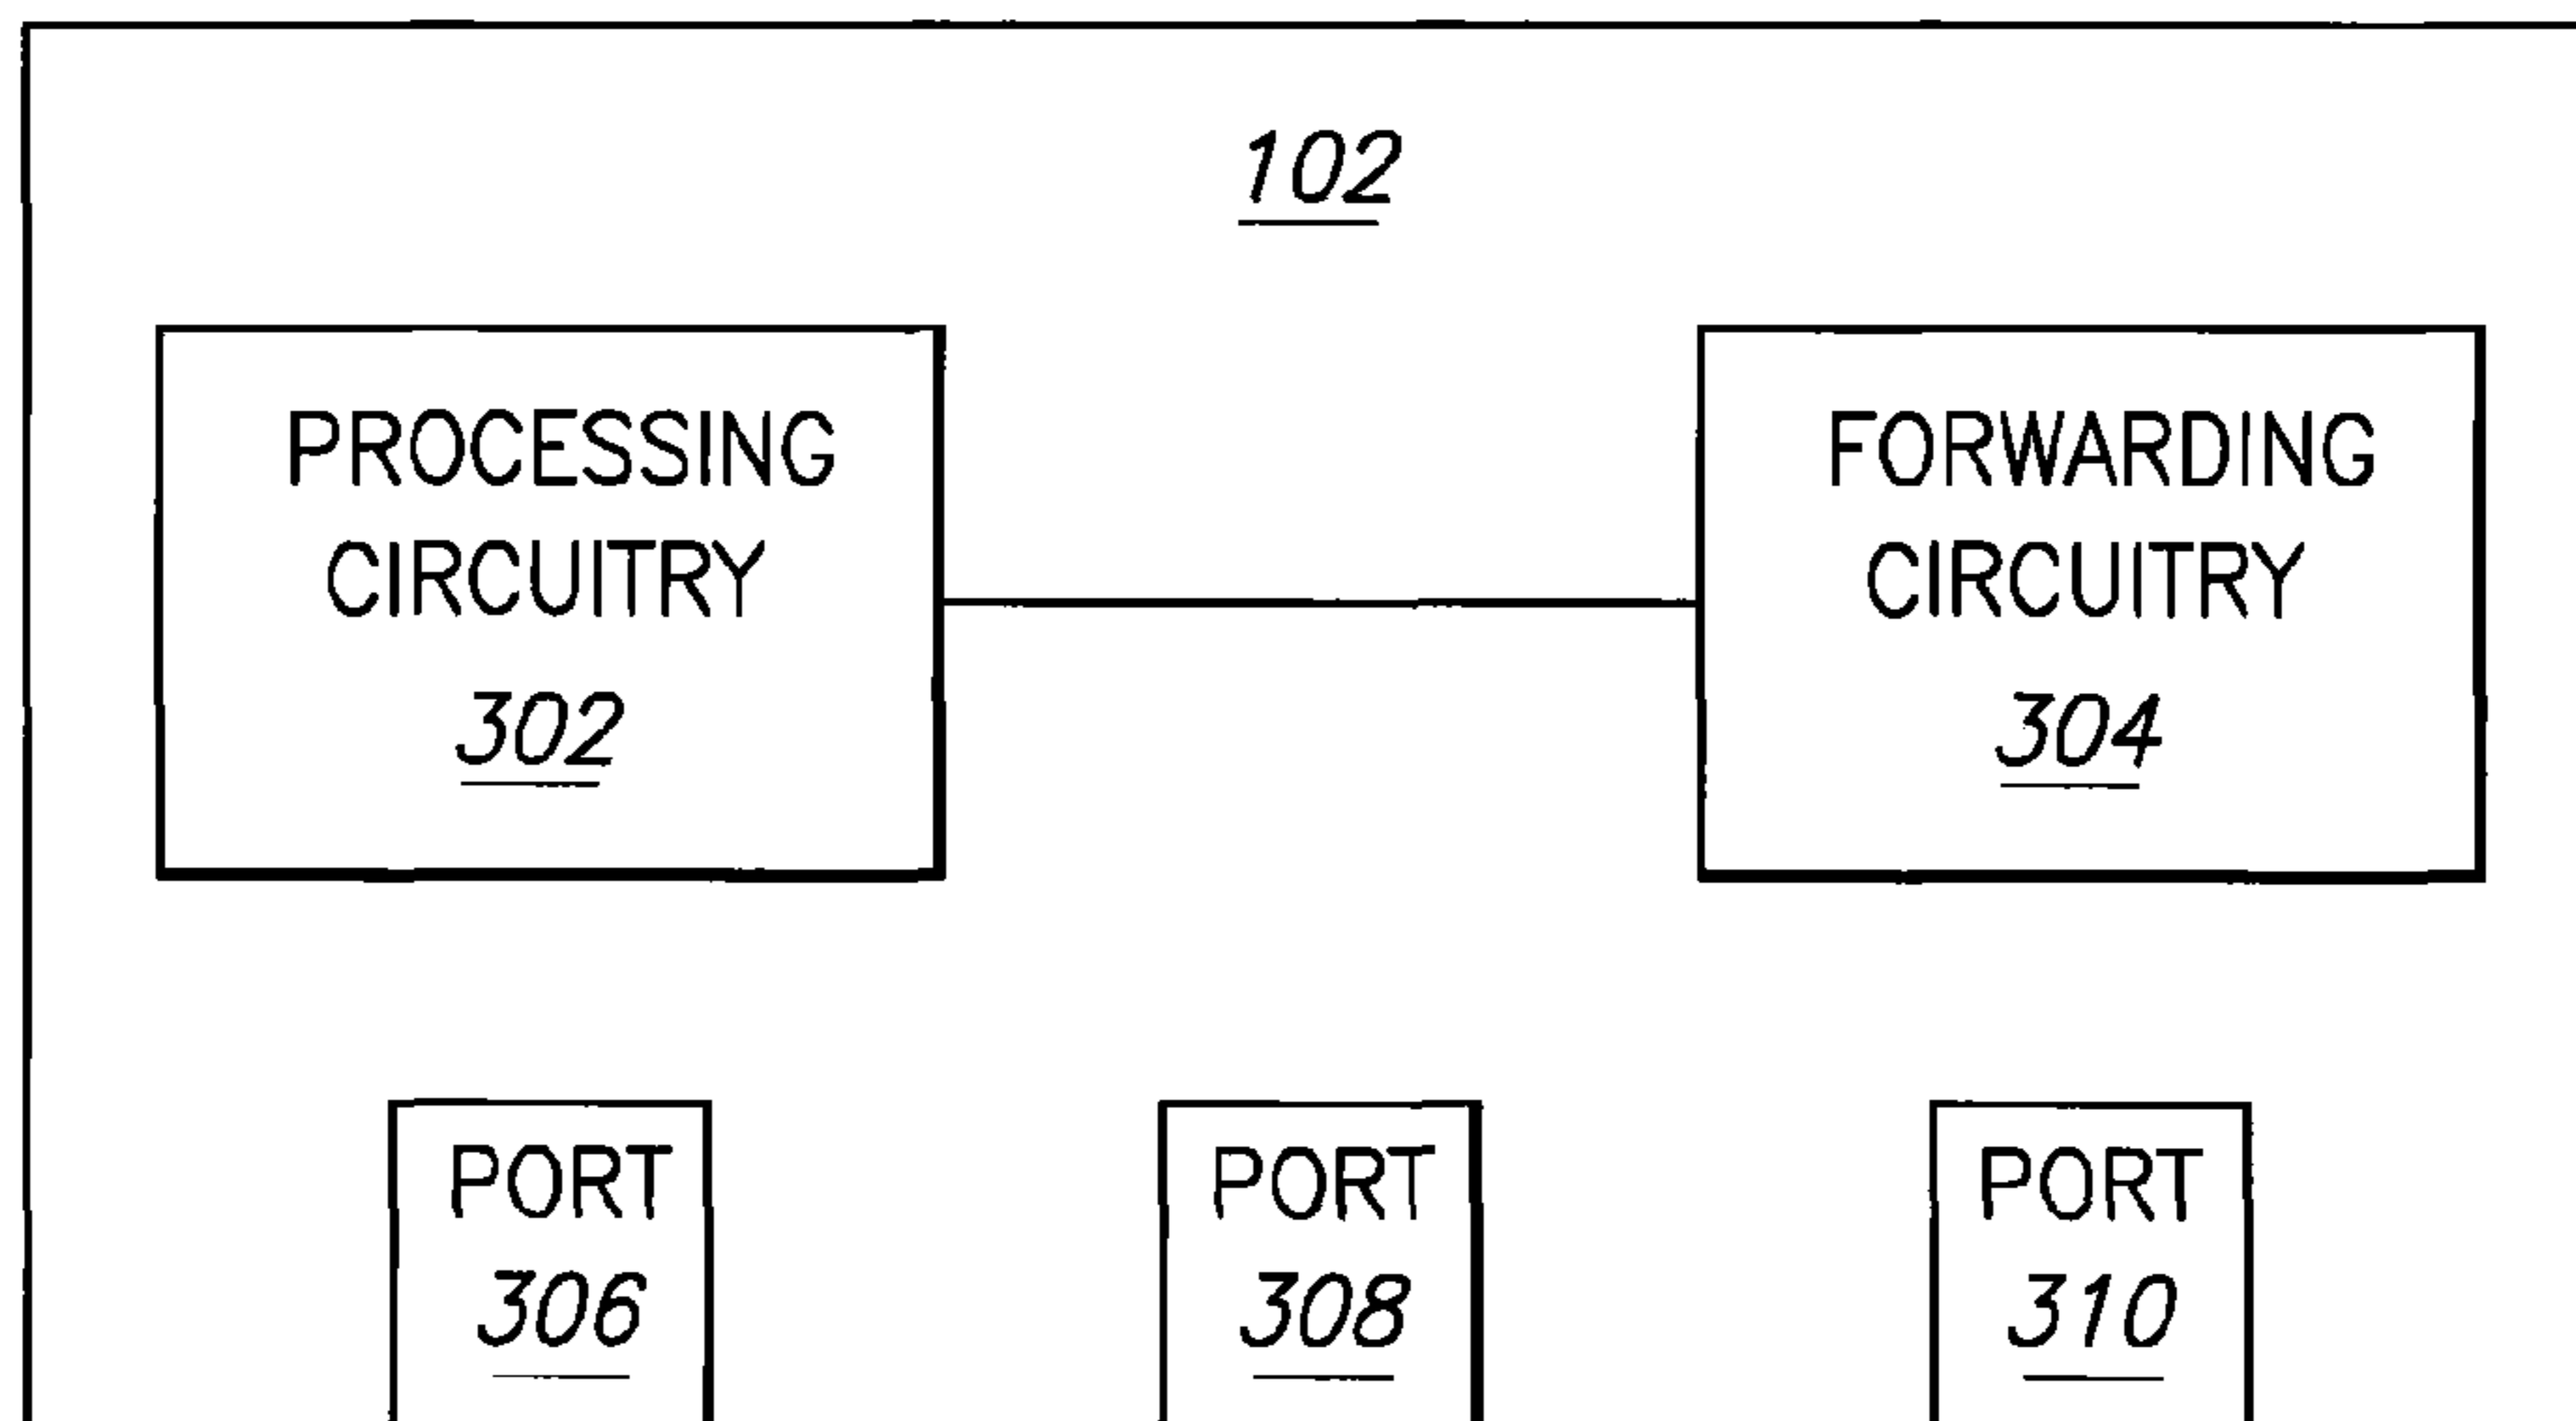 102
PROCESSING
CIRCUITRY
302
FORWARDING
CIRCUITRY
304
PORT
306
PORT
308
PORT
310